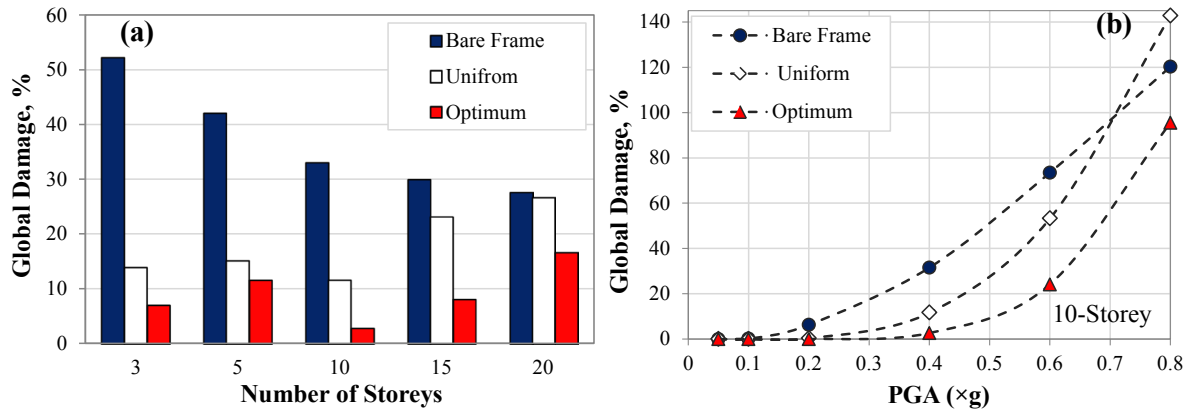 (a)
Global Damage, %
60
50
40
30
20
10
0
Bare Frame
Unifrom
Optimum
3
5
10
15
20
Number of Storeys
(b)
Global Damage, %
140
120
100
80
60
40
20
0
Bare Frame
Uniform
Optimum
10-Storey
0
0.1
0.2
0.3
0.4
0.5
0.6
0.7
0.8
PGA (×g)